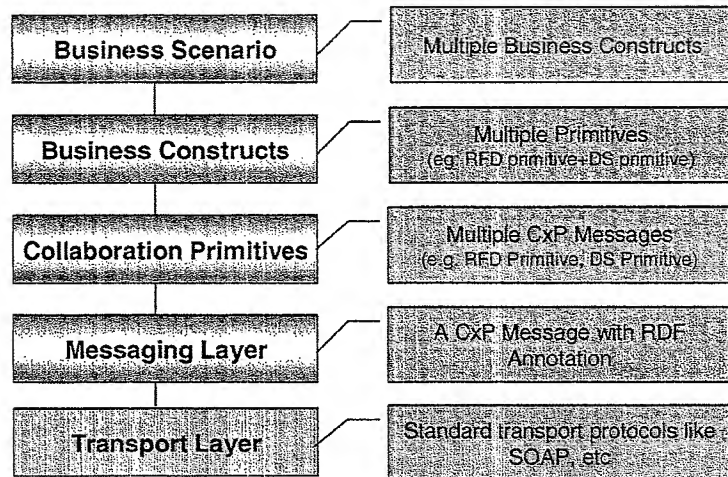 Business Scenario
Multiple Business Constructs
Business Constructs
Multiple Primitives
(eg. RFD primitive+DS primitive)
Collaboration Primitives
Multiple CxP Messages
(e.g. RFD Primitive, DS Primitive)
Messaging Layer
A CxP Message with RDF
Annotation
Transport Layer
Standard transport protocols like
SOAP, etc